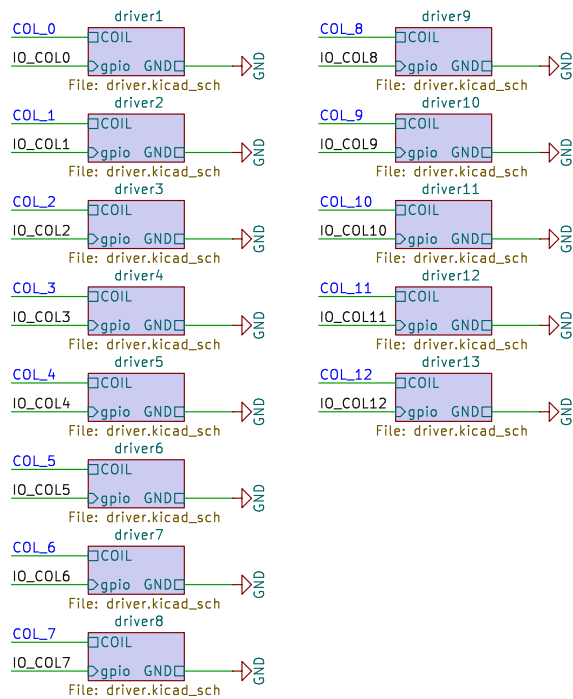 driver1
COL_0
COIL
IO_COL0
gpio GND
GND
File: driver.kicad_sch
driver2
COL_1
COIL
IO_COL1
gpio GND
GND
File: driver.kicad_sch
driver3
COL_2
COIL
IO_COL2
gpio GND
GND
File: driver.kicad_sch
driver4
COL_3
COIL
IO_COL3
gpio GND
GND
File: driver.kicad_sch
driver5
COL_4
COIL
IO_COL4
gpio GND
GND
File: driver.kicad_sch
driver6
COL_5
COIL
IO_COL5
gpio GND
GND
File: driver.kicad_sch
driver7
COL_6
COIL
IO_COL6
gpio GND
GND
File: driver.kicad_sch
driver8
COL_7
COIL
IO_COL7
gpio GND
GND
File: driver.kicad_sch
driver9
COL_8
COIL
IO_COL8
gpio GND
GND
File: driver.kicad_sch
driver10
COL_9
COIL
IO_COL9
gpio GND
GND
File: driver.kicad_sch
driver11
COL_10
COIL
IO_COL10
gpio GND
GND
File: driver.kicad_sch
driver12
COL_11
COIL
IO_COL11
gpio GND
GND
File: driver.kicad_sch
driver13
COL_12
COIL
IO_COL12
gpio GND
GND
File: driver.kicad_sch